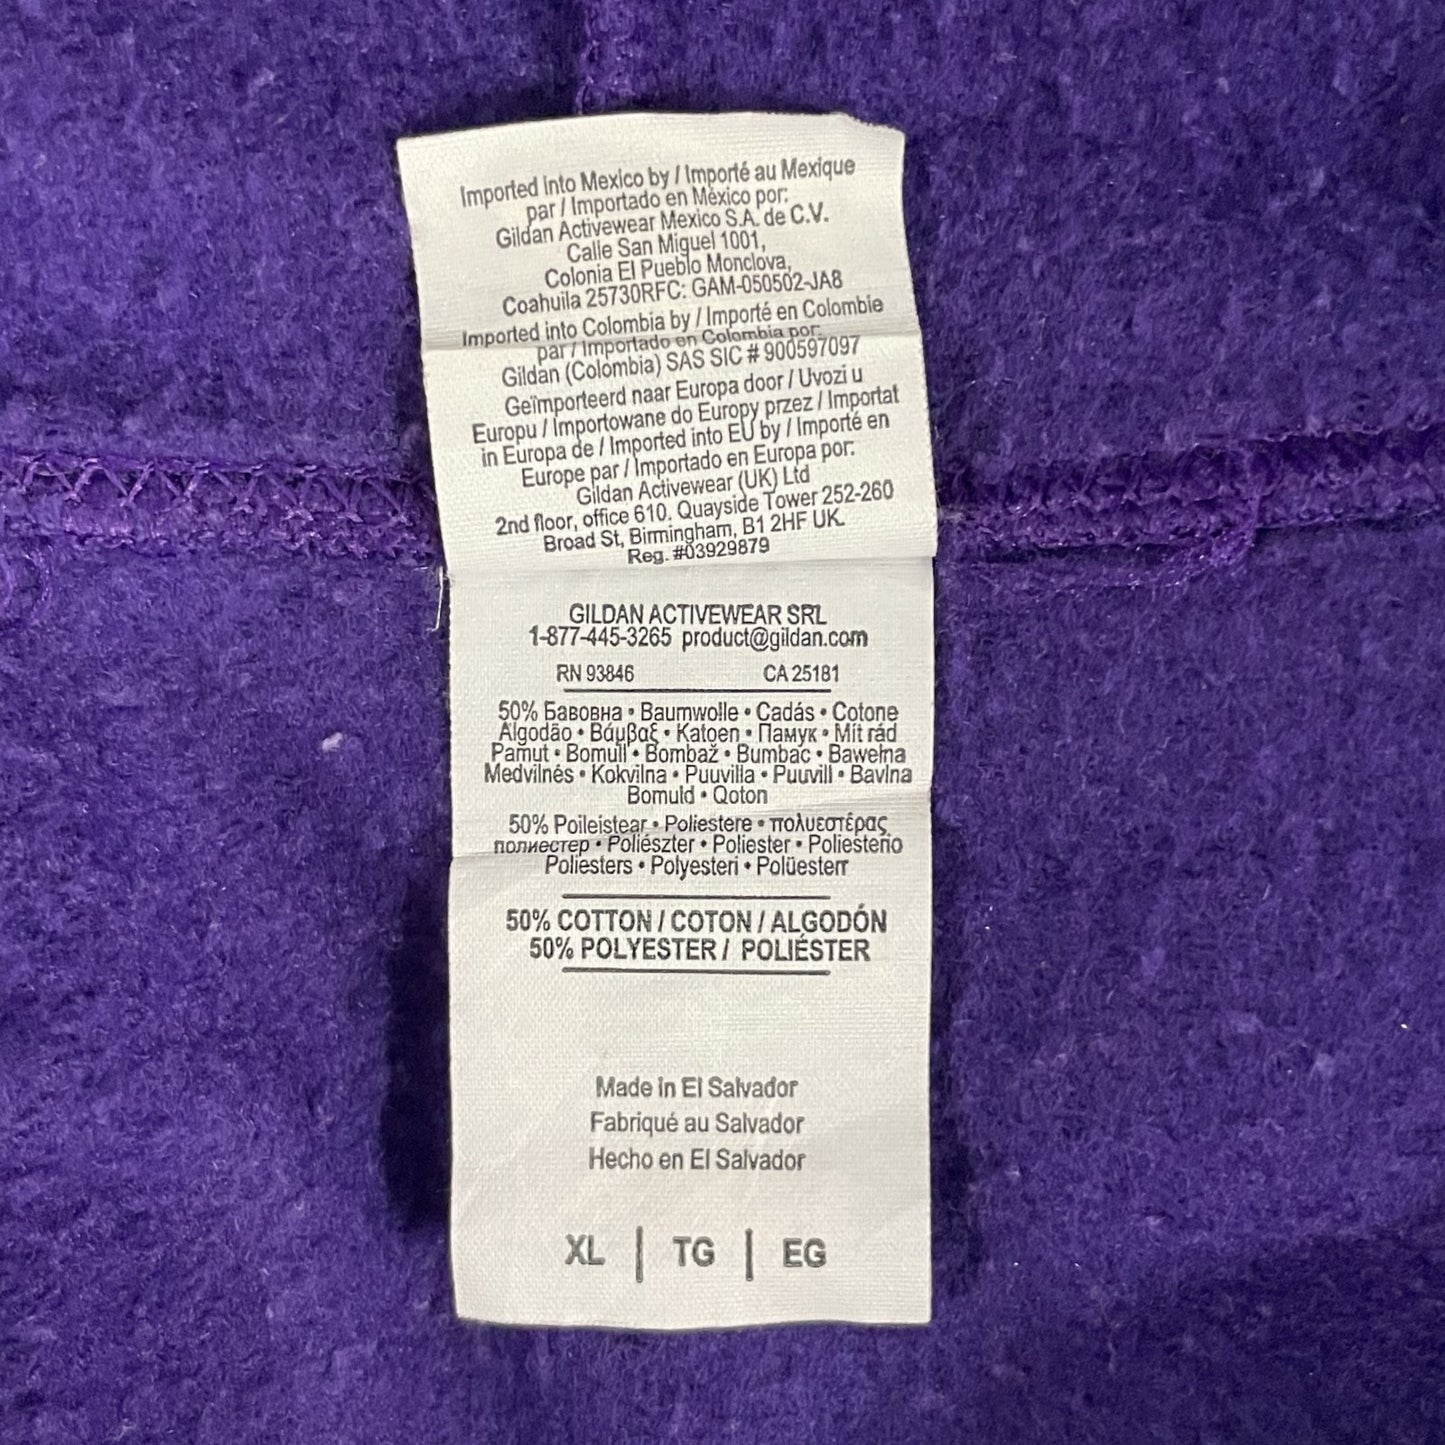 Imported into Mexico by / Importé au Mexique
par / Importado en México por:
Gildan Activewear Mexico S.A. de C.V.
Calle San Miguel 1001,
Colonia El Pueblo Monclova,
Coahuila 25730RFC: GAM-050502-JA8
Imported into Colombia by / Importé en Colombie
par / Importado en Colombia por:
Gildan (Colombia) SAS SIC # 900597097
Geïmporteerd naar Europa door / Uvozi u
Europu / Importowane do Europy przez / Importat
in Europa de / Imported into EU by / Importé en
Europe par / Importado en Europa por:
Gildan Activewear (UK) Ltd
2nd floor, office 610. Quayside Tower 252-260
Broad St, Birmingham, B1 2HF UK.
Reg. #03929879
GILDAN ACTIVEWEAR SRL
1-877-445-3265 product@gildan.com
RN 93846 CA 25181
50% Бавовна • Baumwolle • Cadás • Cotone
Algodão • Βάμβαξ • Katoen • Памук • Mit rád
Pamut • Bomull • Bombaž • Bumbac • Bawełna
Medvilnés • Kokvilna • Puuvilla • Puuvill • Bavlna
Bomuld • Qoton
50% Poileistear • Poliestere • πολυεστέρας
полиестер • Poliészter • Poliester • Poliesterio
Poliesters • Polyesteri • Polüesterr
50% COTTON / COTON / ALGODÓN
50% POLYESTER / POLIÉSTER
Made in El Salvador
Fabriqué au Salvador
Hecho en El Salvador
XL | TG | EG